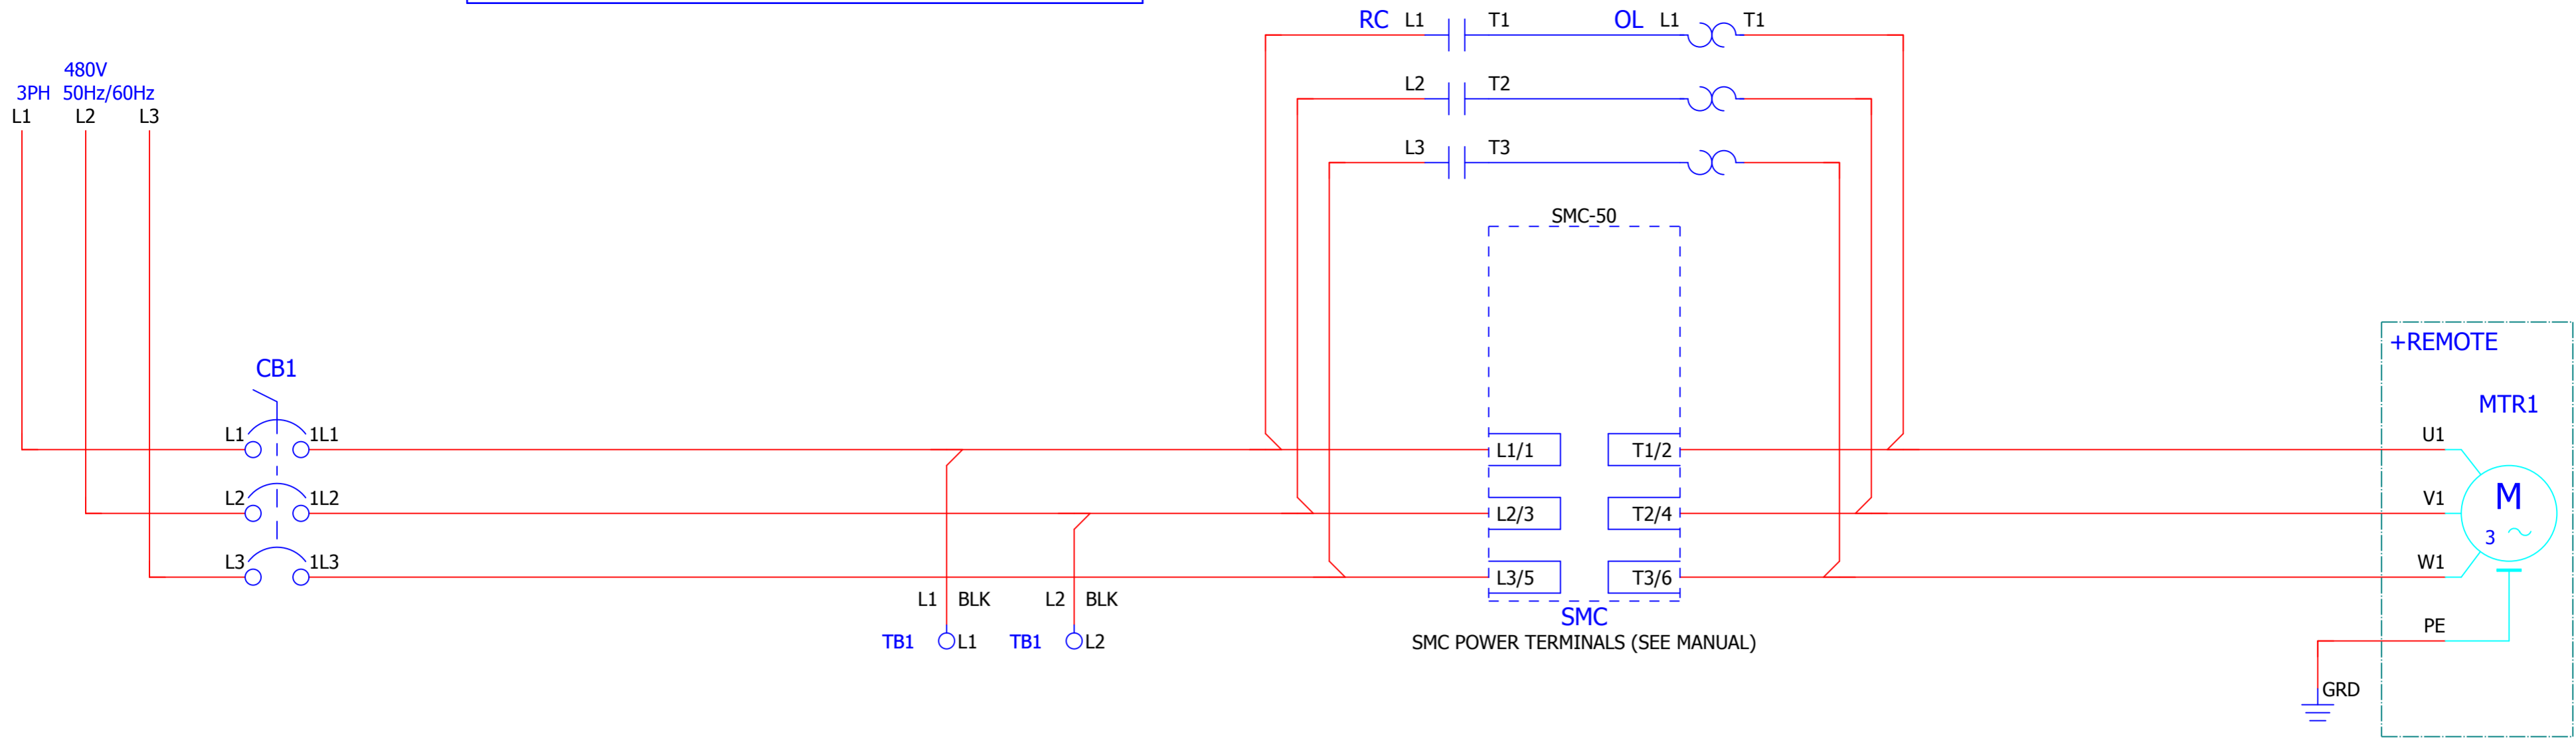 RC L1 T1 OL L1 T1
480V
3PH 50Hz/60Hz
L1 L2 L3
L2 T2
L3 T3
SMC-50
+REMOTE
CB1
MTR1
L1 1L1 L1/1 T1/2 U1
L2 1L2 L2/3 T2/4 V1
M
3
L3 1L3 L3/5 T3/6 W1
L1 BLK L2 BLK
SMC
TB1 L1 TB1 L2
SMC POWER TERMINALS (SEE MANUAL)
PE
GRD